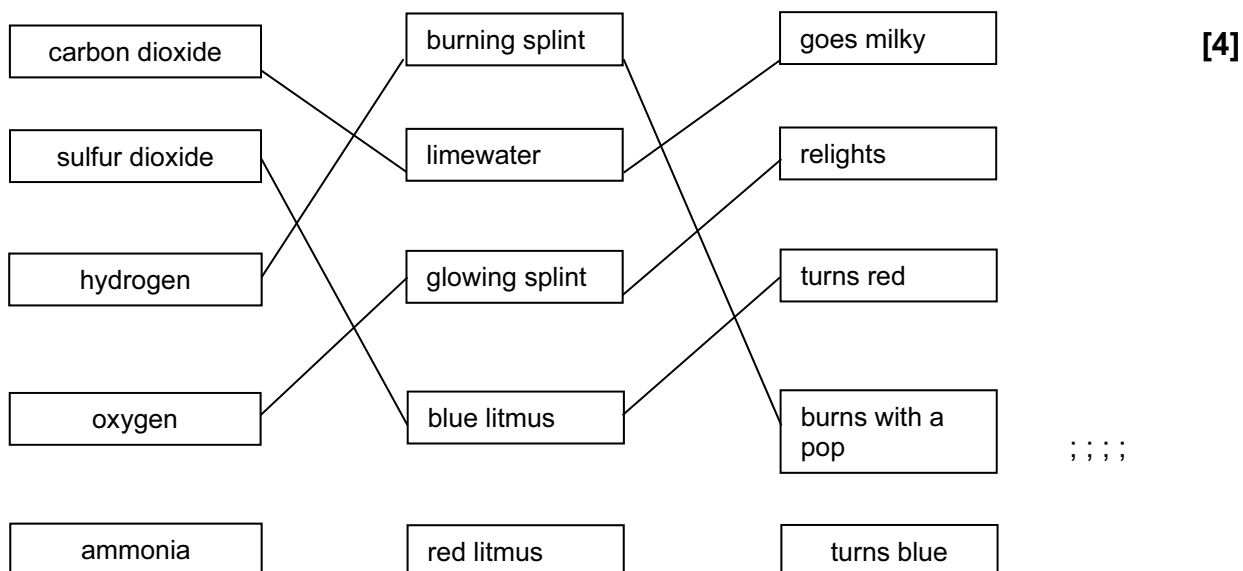 carbon dioxide burning splint goes milky [4]
sulfur dioxide limewater relights
hydrogen glowing splint turns red
oxygen blue litmus burns with a
pop ; ; ; ;
ammonia red litmus turns blue